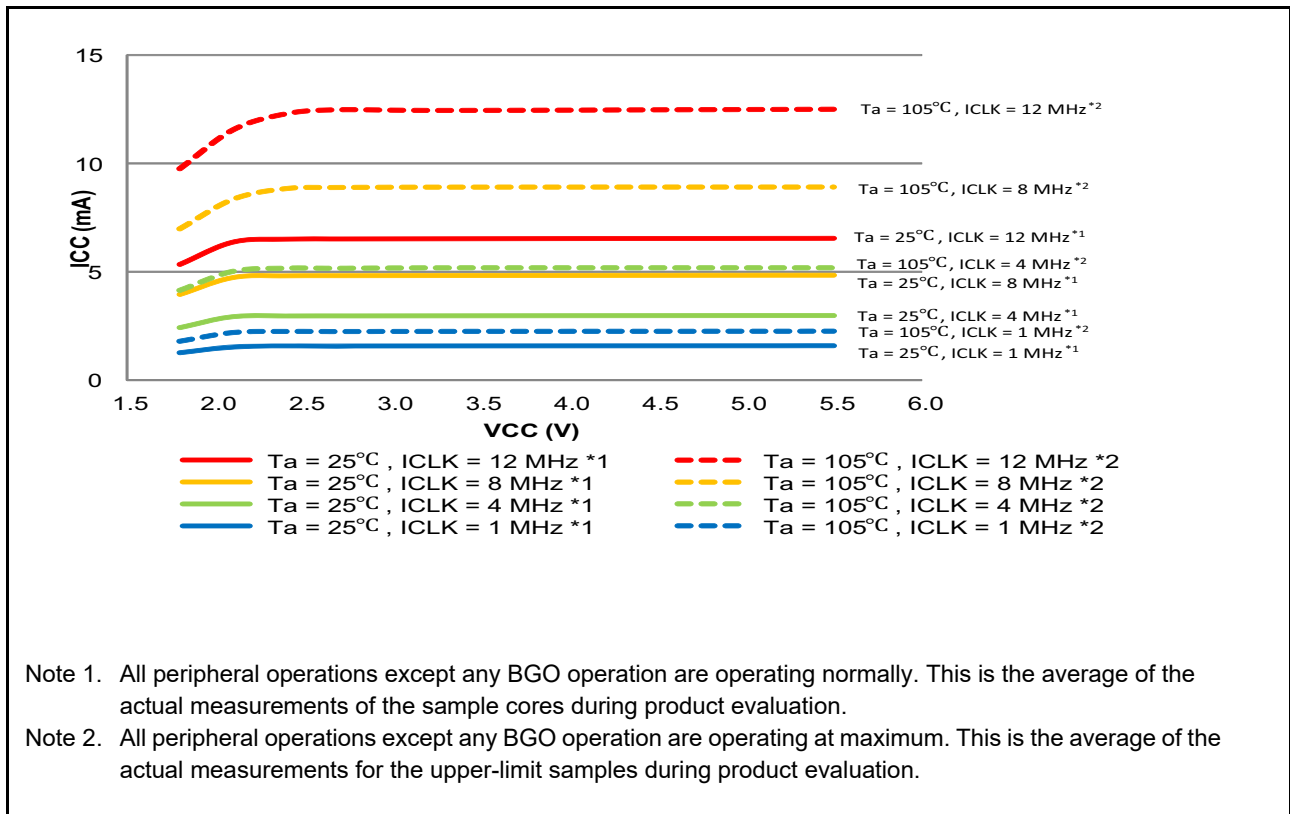 15
10
5
0
ICC (mA)
1.5 2.0 2.5 3.0 3.5 4.0 4.5 5.0 5.5 6.0
VCC (V)
Ta = 105℃ , ICLK = 12 MHz *2
Ta = 105℃ , ICLK = 8 MHz *2
Ta = 25℃ , ICLK = 12 MHz *1
Ta = 105℃ , ICLK = 4 MHz *2
Ta = 25℃ , ICLK = 8 MHz *1
Ta = 25℃ , ICLK = 4 MHz *1
Ta = 105℃ , ICLK = 1 MHz *2
Ta = 25℃ , ICLK = 1 MHz *1
Ta = 25℃ , ICLK = 12 MHz *1
Ta = 25℃ , ICLK = 8 MHz *1
Ta = 25℃ , ICLK = 4 MHz *1
Ta = 25℃ , ICLK = 1 MHz *1
Ta = 105℃ , ICLK = 12 MHz *2
Ta = 105℃ , ICLK = 8 MHz *2
Ta = 105℃ , ICLK = 4 MHz *2
Ta = 105℃ , ICLK = 1 MHz *2
Note 1. All peripheral operations except any BGO operation are operating normally. This is the average of the
actual measurements of the sample cores during product evaluation.
Note 2. All peripheral operations except any BGO operation are operating at maximum. This is the average of the
actual measurements for the upper-limit samples during product evaluation.